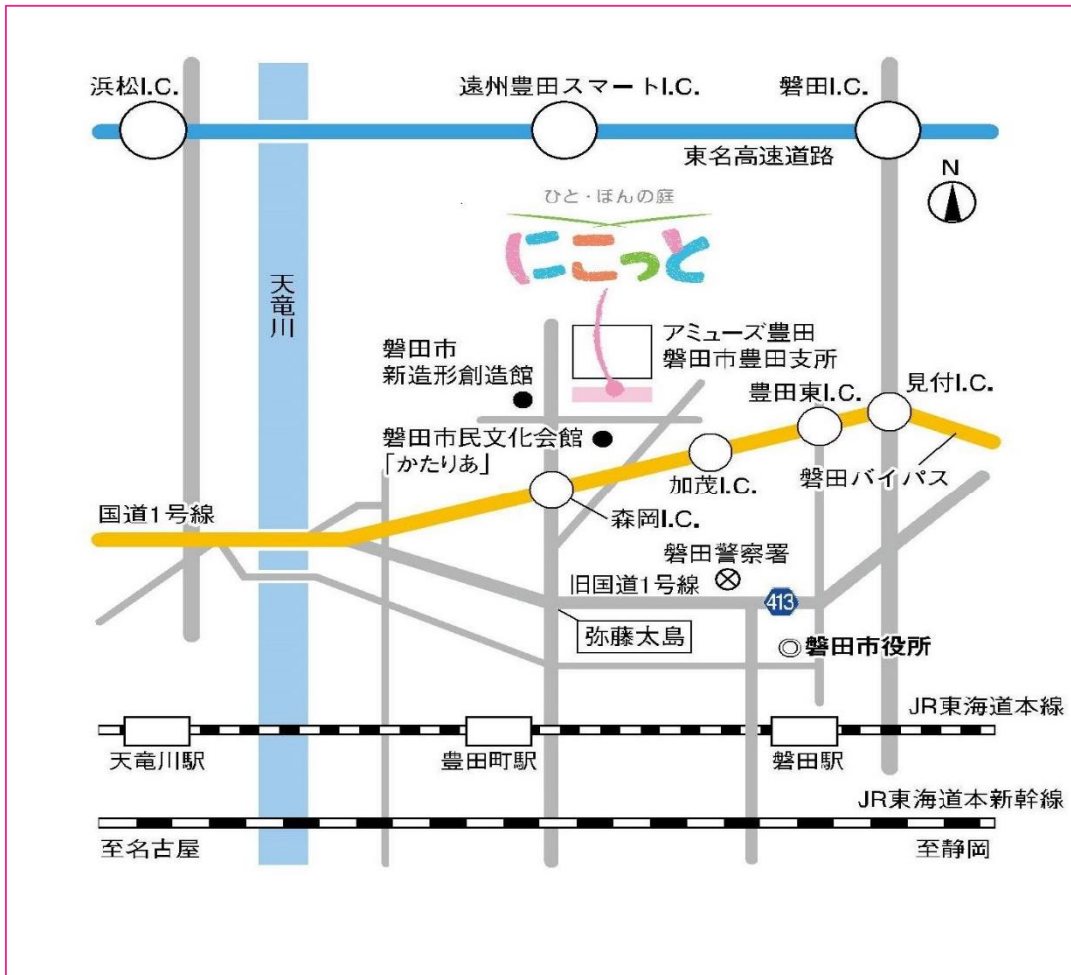 浜松I.C.
遠州豊田スマートI.C.
磐田I.C.
東名高速道路
N
ひと・ほんの庭
にこっと
天竜川
アミューズ豊田
磐田市豊田支所
磐田市
新造形創造館
豊田東I.C.
見付I.C.
磐田市民文化会館
「かたりあ」
加茂I.C.
磐田バイパス
国道1号線
森岡I.C.
磐田警察署
旧国道1号線
413
弥藤太島
磐田市役所
JR東海道本線
天竜川駅
豊田町駅
磐田駅
JR東海道本新幹線
至名古屋
至静岡